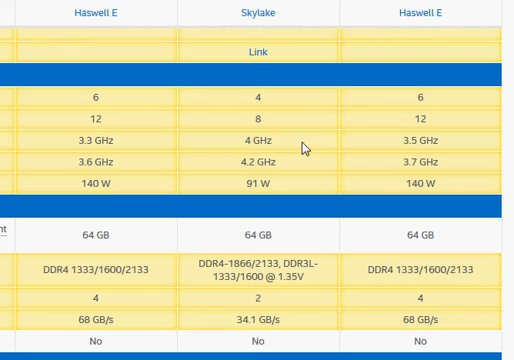 Haswell E Skylake Haswell E
Link
6 4 6
12 8 12
3.3 GHz 4 GHz 3.5 GHz
3.6 GHz 4.2 GHz 3.7 GHz
140 W 91 W 140 W
nt 64 GB 64 GB 64 GB
DDR4 1333/1600/2133 DDR4-1866/2133, DDR3L- DDR4 1333/1600/2133
1333/1600 @ 1.35V
4 2 4
68 GB/s 34.1 GB/s 68 GB/s
No No No